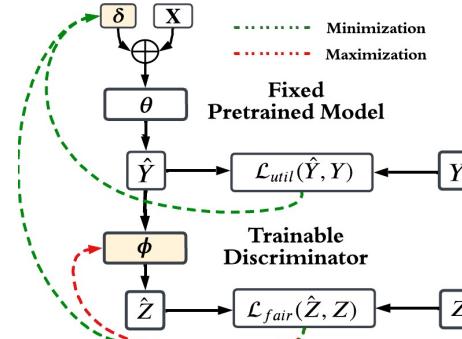 δ X
Minimization
Maximization
θ
Fixed
Pretrained Model
Ŷ
ℒ_util(Ŷ, Y)
Y
ϕ
Trainable
Discriminator
Ẑ
ℒ_fair(Ẑ, Z)
Z